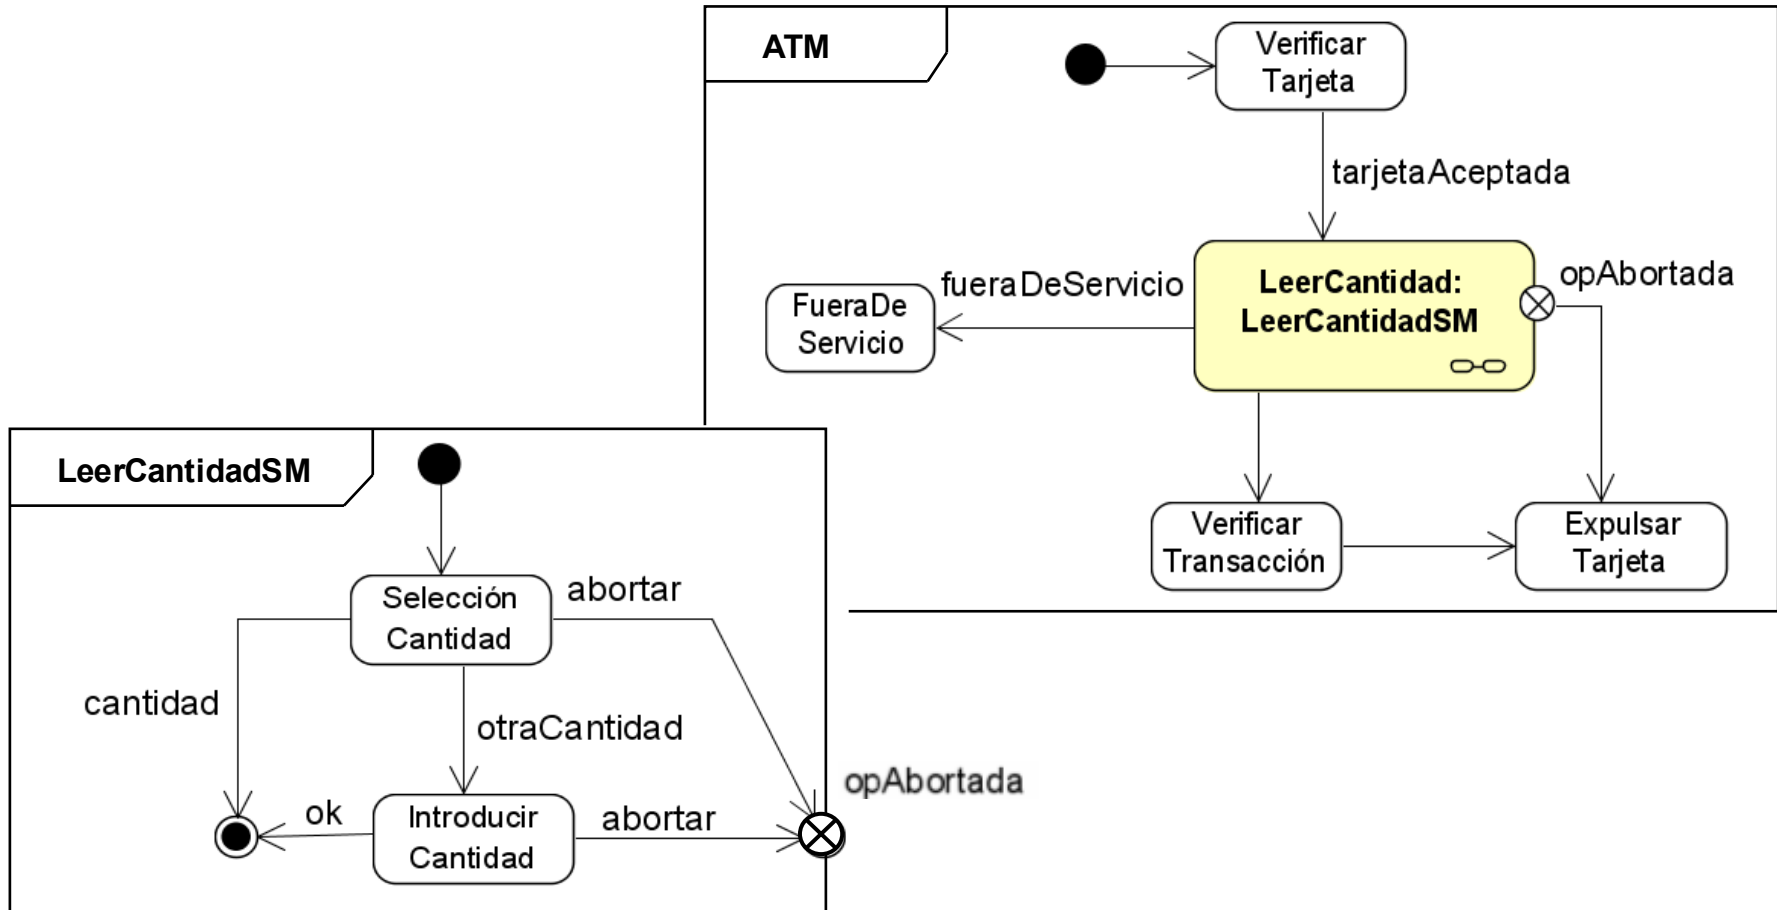 ATM
Verificar
Tarjeta
tarjetaAceptada
LeerCantidad:
LeerCantidadSM
opAbortada
fueraDeServicio
FueraDe
Servicio
Verificar
Transacción
Expulsar
Tarjeta
LeerCantidadSM
Selección
Cantidad
abortar
cantidad
otraCantidad
opAbortada
ok
Introducir
Cantidad
abortar